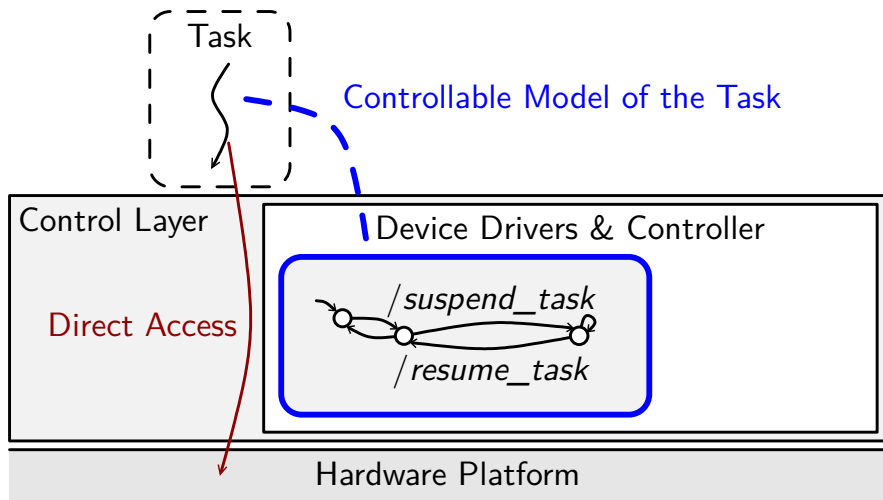 Task
Controllable Model of the Task
Control Layer
Device Drivers & Controller
/suspend_task
Direct Access
/resume_task
Hardware Platform